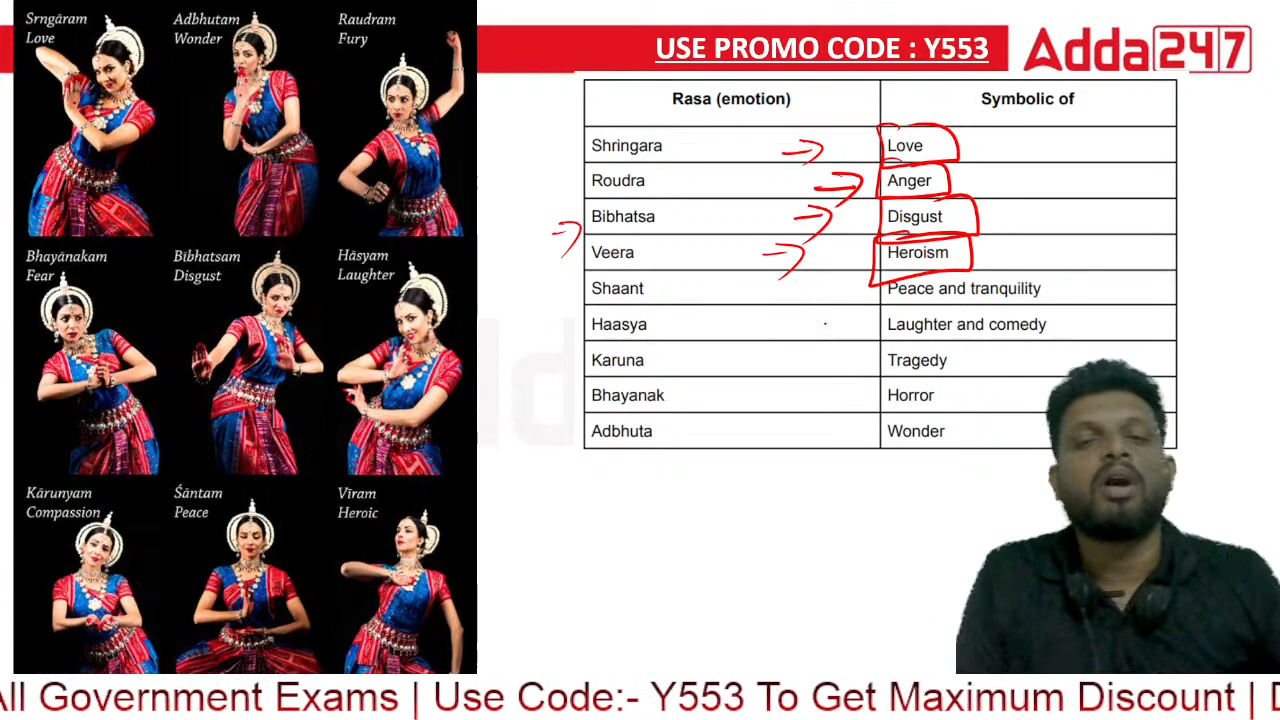 Srngāram
Love
Adbhutam
Wonder
Raudram
Fury
Bhayānakam
Fear
Bībhatsam
Disgust
Hāsyam
Laughter
Kārunyam
Compassion
Śāntam
Peace
Vīram
Heroic
USE PROMO CODE : Y553
Adda247
Rasa (emotion) Symbolic of
Shringara Love
Roudra Anger
Bibhatsa Disgust
Veera Heroism
Shaant Peace and tranquility
Haasya Laughter and comedy
Karuna Tragedy
Bhayanak Horror
Adbhuta Wonder
All Government Exams | Use Code:- Y553 To Get Maximum Discount |